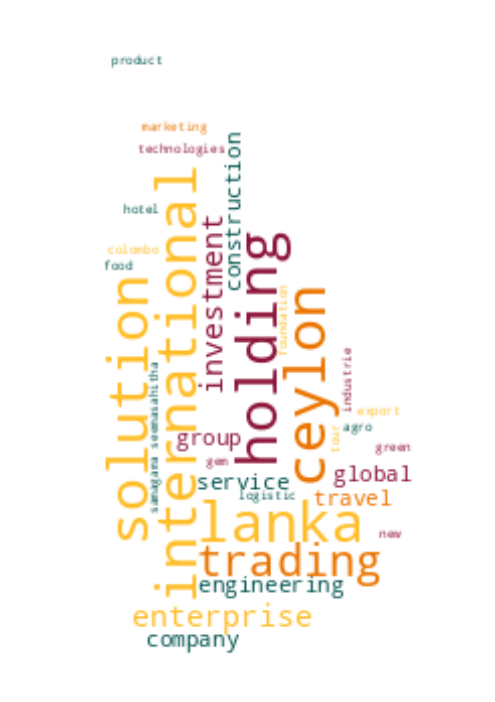 product
marketing
technologies
construction
international
hotel
investment
holding
colombo
food
solution
foundation
ceylon
industrie
samagama seemasahitha
export
tour
agro
group
green
gem
global
service
logistic
travel
lanka
new
trading
engineering
enterprise
company